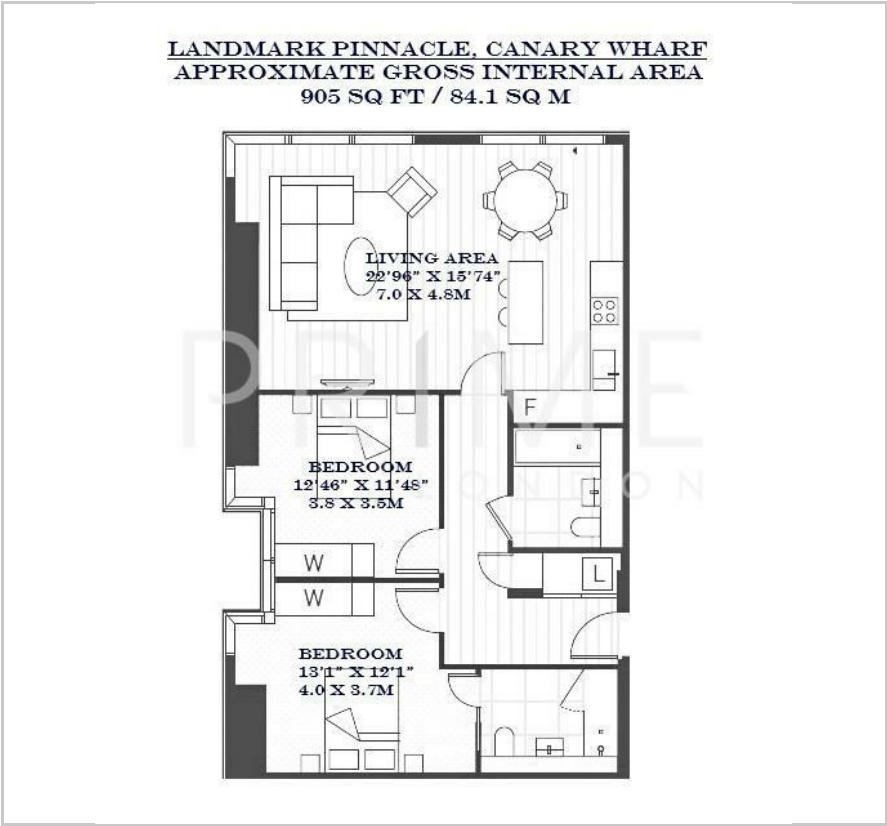 LANDMARK PINNACLE, CANARY WHARF
APPROXIMATE GROSS INTERNAL AREA
905 SQ FT / 84.1 SQ M
LIVING AREA
22'96" X 15'74"
7.0 X 4.8M
PRIME
LONDON
F
BEDROOM
12'46" X 11'48"
3.8 X 3.5M
W
L
W
BEDROOM
13'1" X 12'1"
4.0 X 3.7M